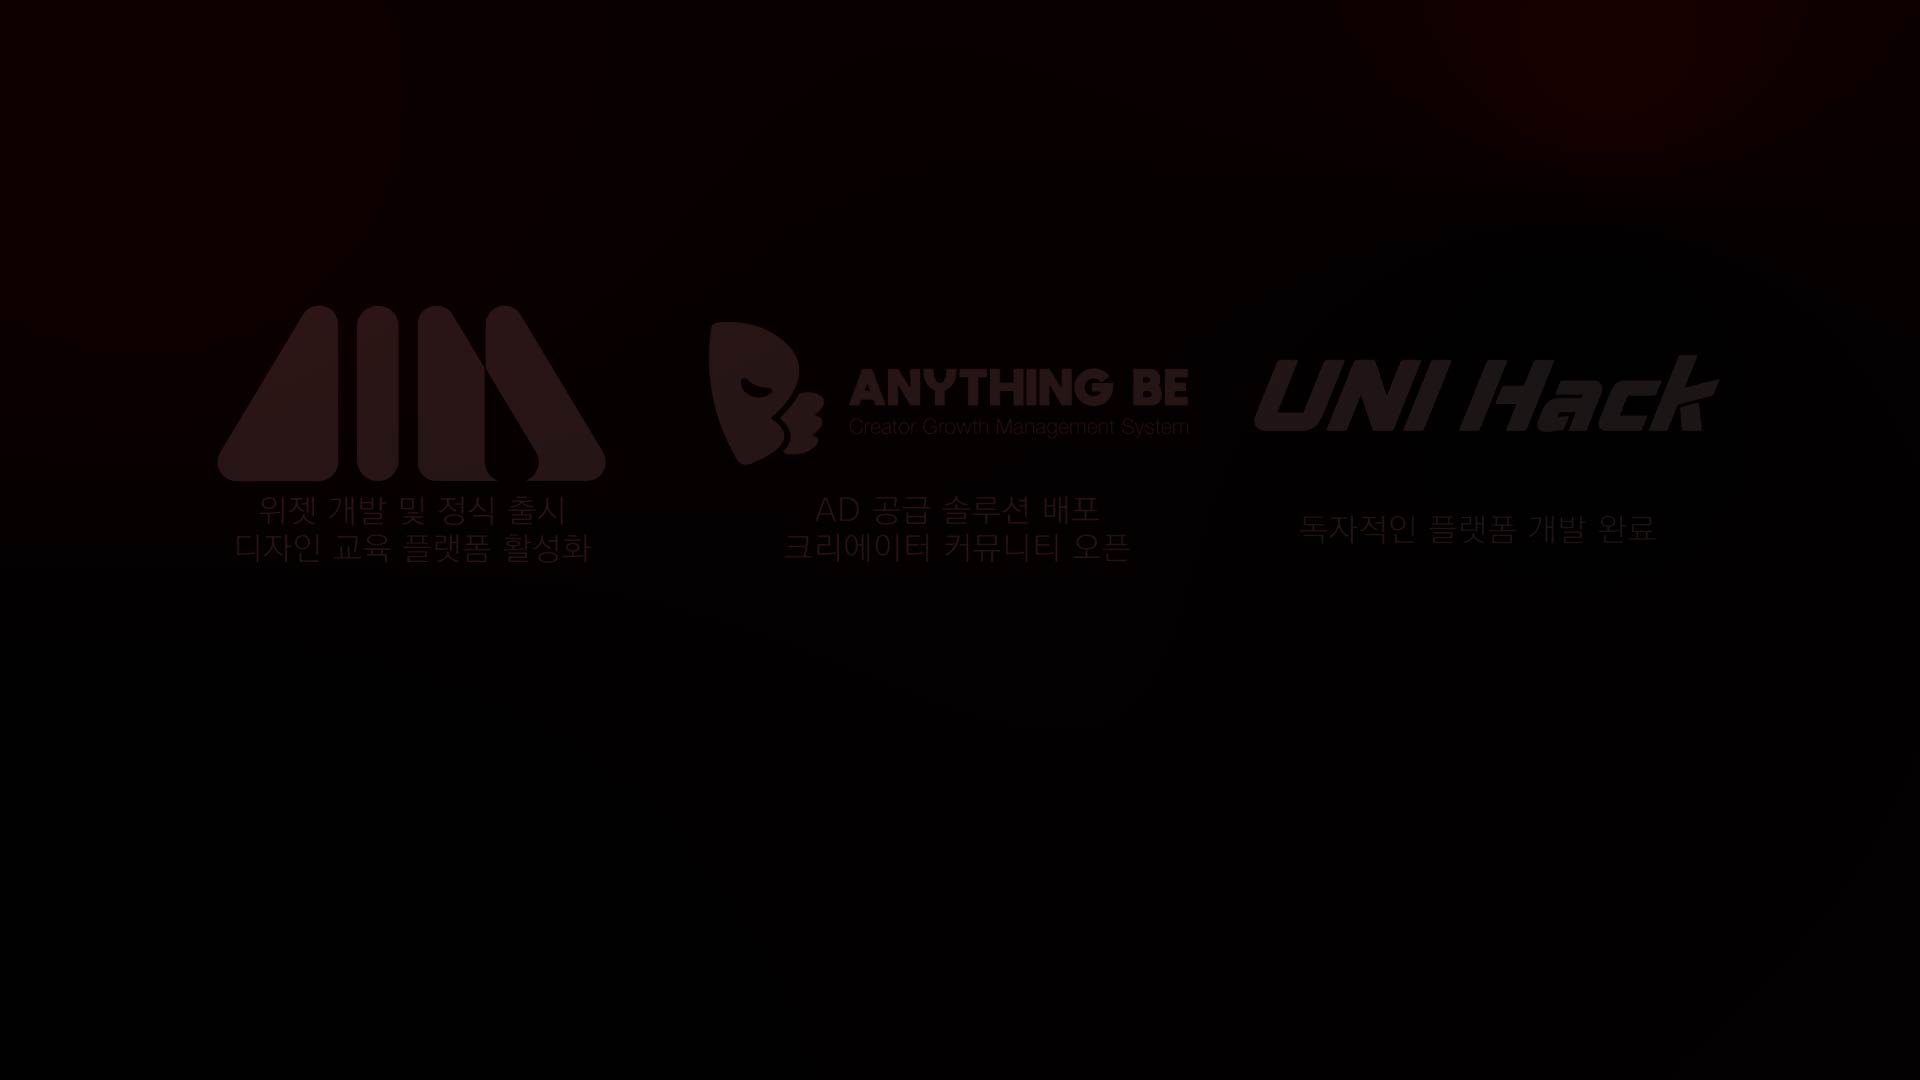 위젯 개발 및 정식 출시
디자인 교육 플랫폼 활성화
ANYTHING BE
Creator Growth Management System
AD 공급 솔루션 배포
크리에이터 커뮤니티 오픈
UNI Hack
독자적인 플랫폼 개발 완료